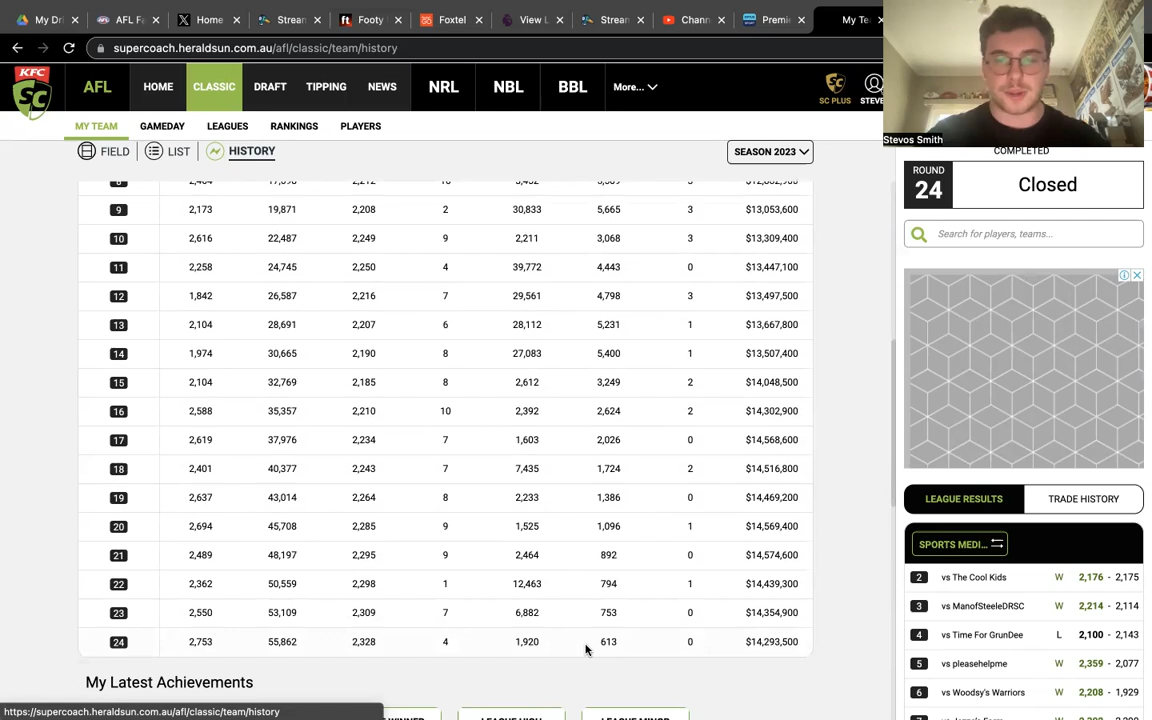 My Dri
AFL Fa
Home
Stream
Footy
Foxtel
View L
Stream
Chann
Premie
My Te
supercoach.heraldsun.com.au/afl/classic/team/history
KFC
SC
AFL
HOME
CLASSIC
DRAFT
TIPPING
NEWS
NRL
NBL
BBL
More...
SC PLUS
STEVE
Stevos Smith
MY TEAM
GAMEDAY
LEAGUES
RANKINGS
PLAYERS
FIELD
LIST
HISTORY
SEASON 2023
COMPLETED
ROUND
24
Closed
Search for players, teams...
9 2,173 19,871 2,208 2 30,833 5,665 3 $13,053,600
10 2,616 22,487 2,249 9 2,211 3,068 3 $13,309,400
11 2,258 24,745 2,250 4 39,772 4,443 0 $13,447,100
12 1,842 26,587 2,216 7 29,561 4,798 3 $13,497,500
13 2,104 28,691 2,207 6 28,112 5,231 1 $13,667,800
14 1,974 30,665 2,190 8 27,083 5,400 1 $13,507,400
15 2,104 32,769 2,185 8 2,612 3,249 2 $14,048,500
16 2,588 35,357 2,210 10 2,392 2,624 2 $14,302,900
17 2,619 37,976 2,234 7 1,603 2,026 0 $14,568,600
18 2,401 40,377 2,243 7 7,435 1,724 2 $14,516,800
19 2,637 43,014 2,264 8 2,233 1,386 0 $14,469,200
20 2,694 45,708 2,285 9 1,525 1,096 1 $14,569,400
21 2,489 48,197 2,295 9 2,464 892 0 $14,574,600
22 2,362 50,559 2,298 1 12,463 794 1 $14,439,300
23 2,550 53,109 2,309 7 6,882 753 0 $14,354,900
24 2,753 55,862 2,328 4 1,920 613 0 $14,293,500
My Latest Achievements
LEAGUE HIGH
LEAGUE MINOR
LEAGUE RESULTS
TRADE HISTORY
SPORTS MEDI...
2 vs The Cool Kids W 2,176 - 2,175
3 vs ManofSteeleDRSC W 2,214 - 2,114
4 vs Time For GrunDee L 2,100 - 2,143
5 vs pleasehelpme W 2,359 - 2,077
6 vs Woodsy's Warriors W 2,208 - 1,929
https://supercoach.heraldsun.com.au/afl/classic/team/history